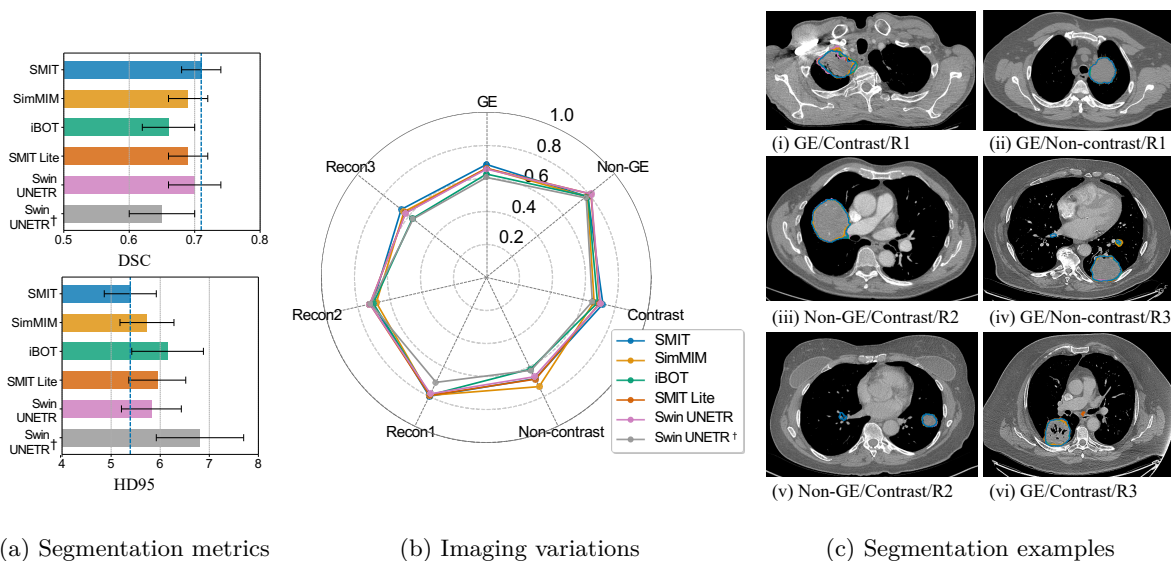 SMIT
SimMIM
iBOT
SMIT Lite
Swin
UNETR
Swin
UNETR†
0.5 0.6 0.7 0.8
DSC
SMIT
SimMIM
iBOT
SMIT Lite
Swin
UNETR
Swin
UNETR†
4 5 6 7 8
HD95
(a) Segmentation metrics
GE
Non-GE
Contrast
Non-contrast
Recon1
Recon2
Recon3
1.0
0.8
0.6
0.4
0.2
SMIT
SimMIM
iBOT
SMIT Lite
Swin UNETR
Swin UNETR †
(b) Imaging variations
(i) GE/Contrast/R1
(ii) GE/Non-contrast/R1
(iii) Non-GE/Contrast/R2
(iv) GE/Non-contrast/R3
(v) Non-GE/Contrast/R2
(vi) GE/Contrast/R3
(c) Segmentation examples